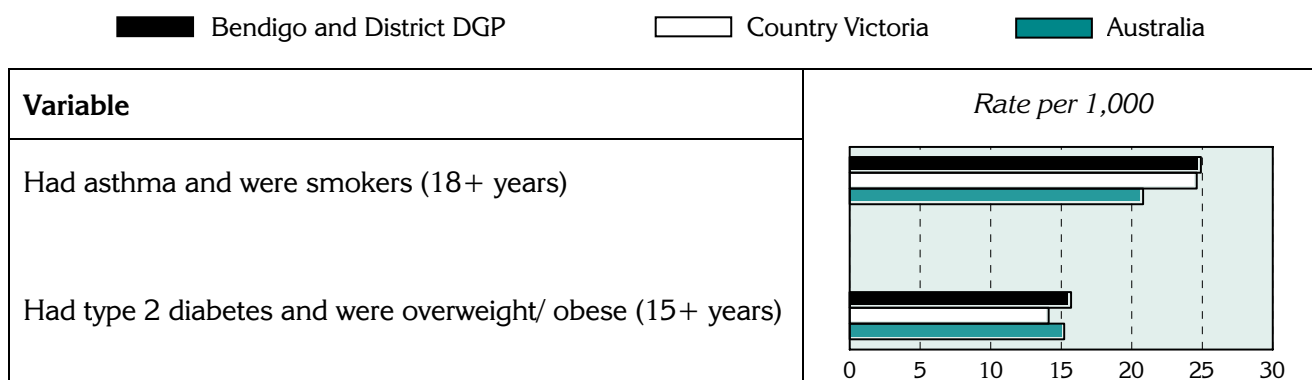 Bendigo and District DGP Country Victoria Australia
Variable Rate per 1,000
Had asthma and were smokers (18+ years)
Had type 2 diabetes and were overweight/ obese (15+ years)
0 5 10 15 20 25 30